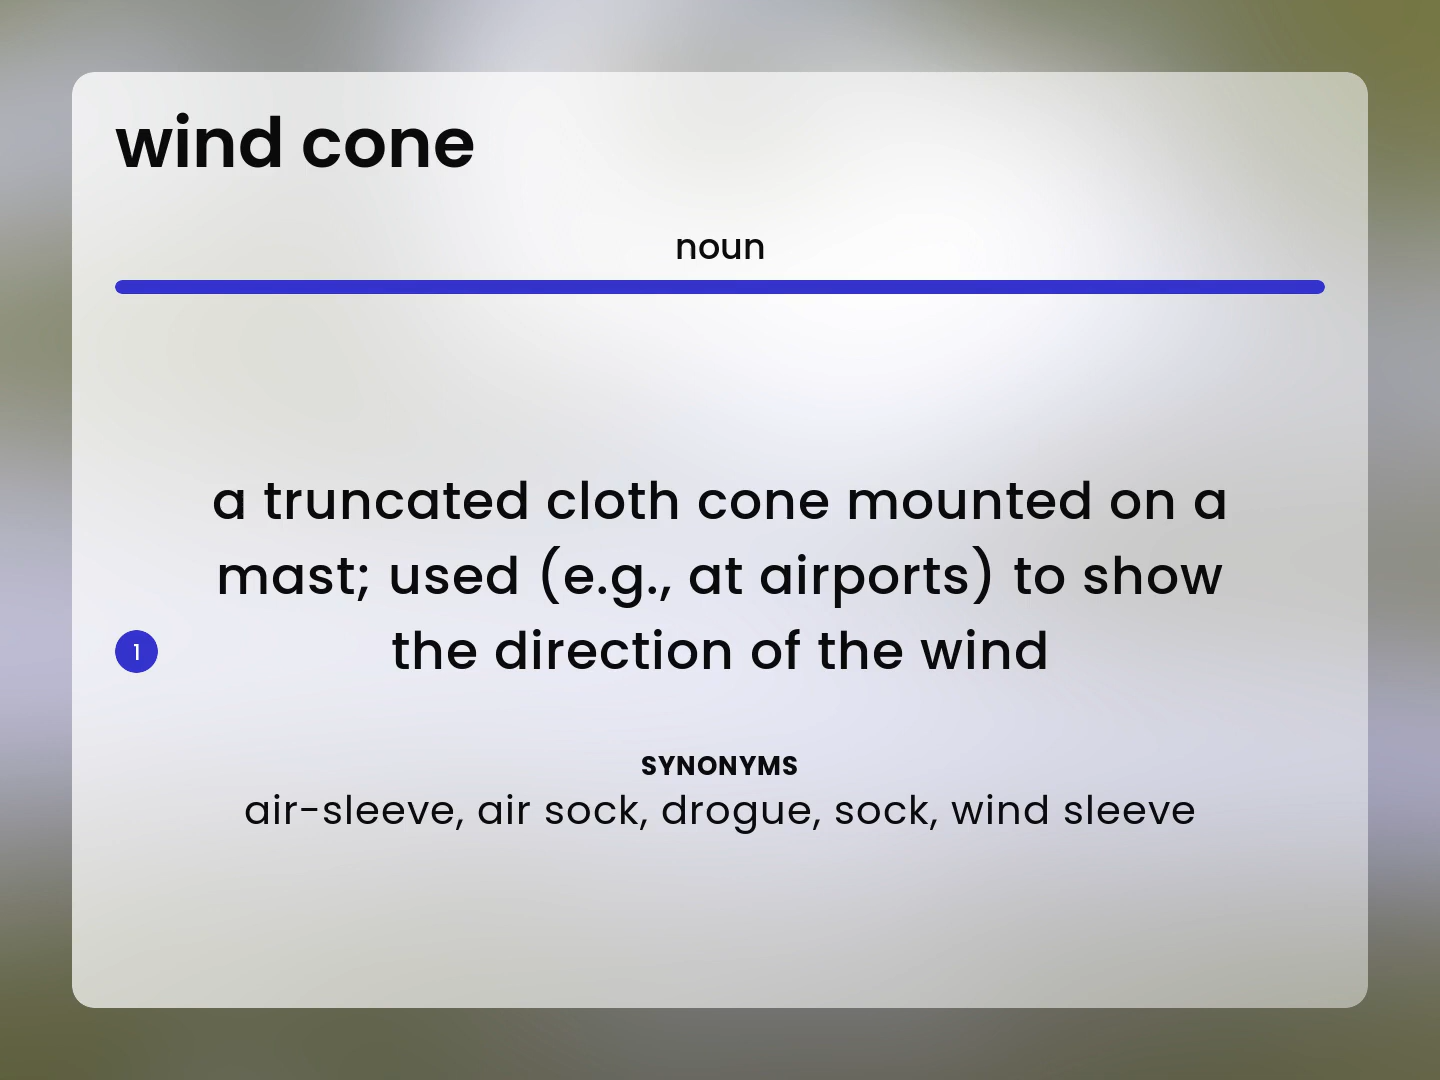 wind cone
noun
a truncated cloth cone mounted on a
mast; used (e.g., at airports) to show
1 the direction of the wind
SYNONYMS
air-sleeve, air sock, drogue, sock, wind sleeve